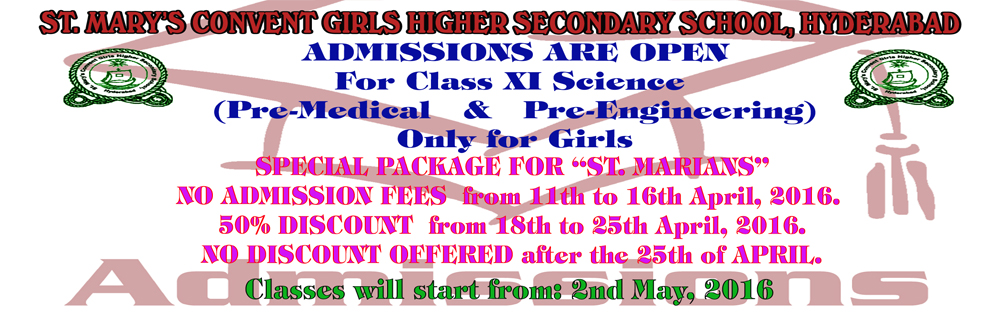 ST. MARY'S CONVENT GIRLS HIGHER SECONDARY SCHOOL, HYDERABAD
ADMISSIONS ARE OPEN
For Class XI Science
(Pre-Medical & Pre-Engineering)
Only for Girls
SPECIAL PACKAGE FOR “ST. MARIANS”
NO ADMISSION FEES from 11th to 16th April, 2016.
50% DISCOUNT from 18th to 25th April, 2016.
NO DISCOUNT OFFERED after the 25th of APRIL.
Admissions
Classes will start from: 2nd May, 2016